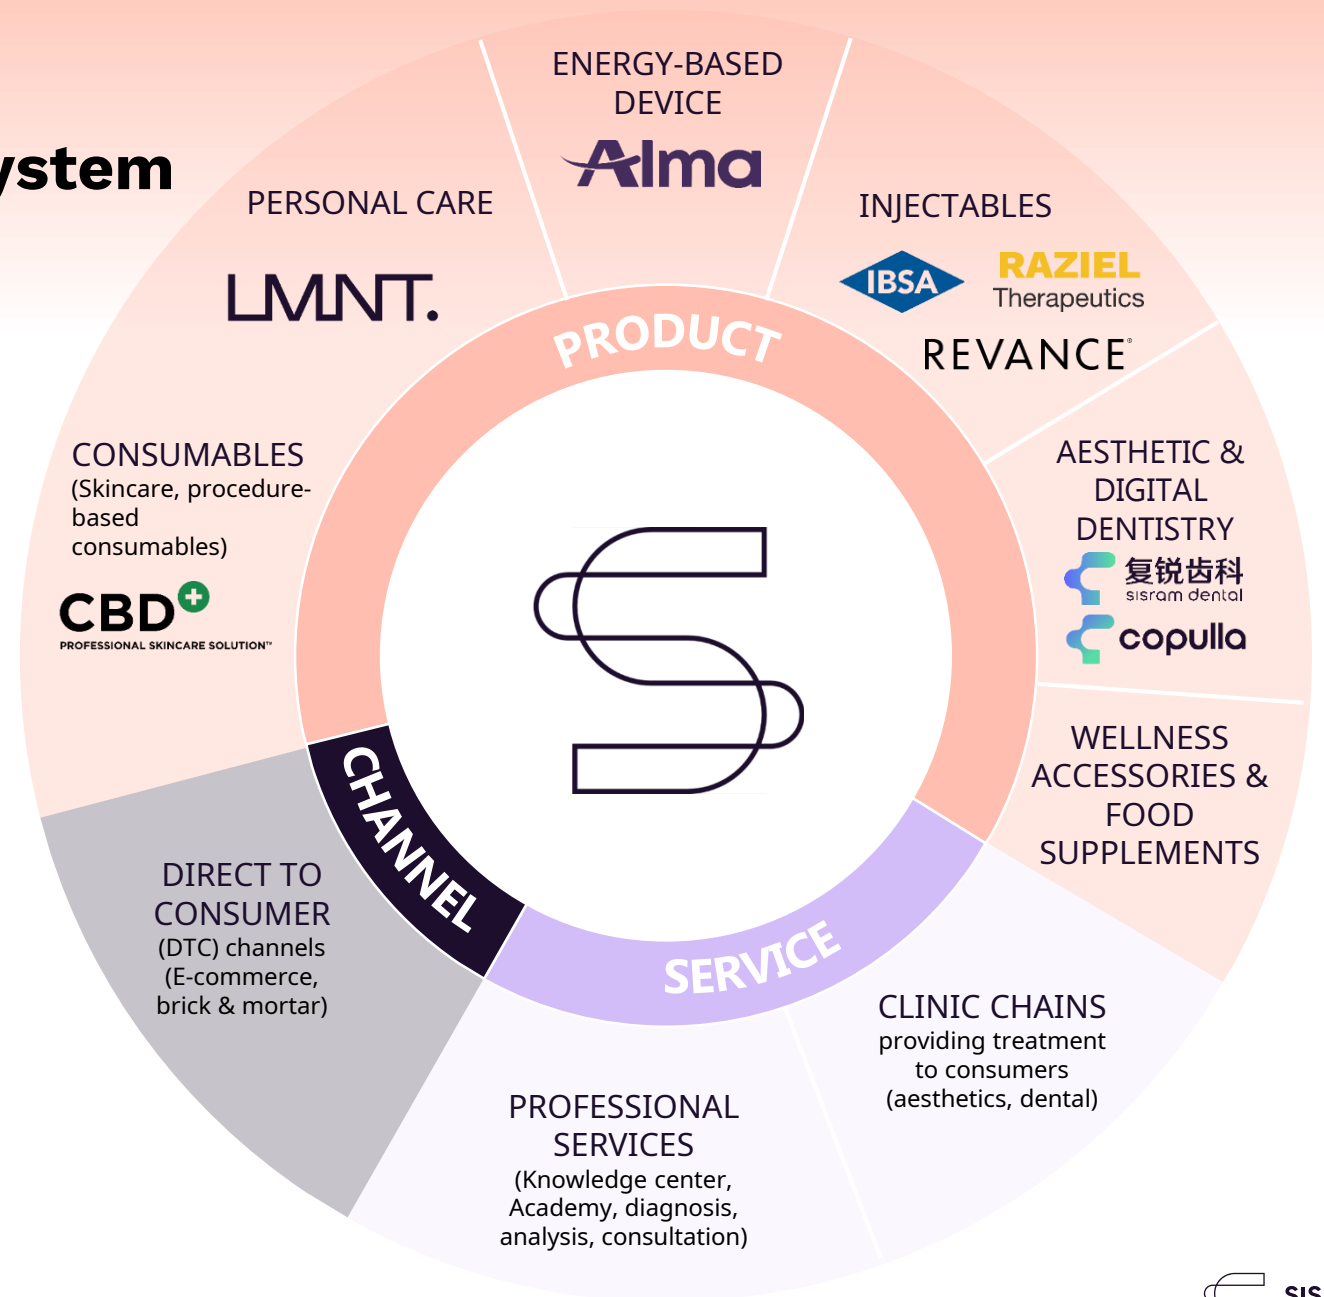 ystem
ENERGY-BASED
DEVICE
Alma
PERSONAL CARE
LMNT.
INJECTABLES
IBSA
RAZIEL
Therapeutics
REVANCE®
PRODUCT
CONSUMABLES
(Skincare, procedure-
based
consumables)
CBD+
PROFESSIONAL SKINCARE SOLUTION™
AESTHETIC &
DIGITAL
DENTISTRY
复锐齿科
sisram dental
copulla
WELLNESS
ACCESSORIES &
FOOD
SUPPLEMENTS
CHANNEL
DIRECT TO
CONSUMER
(DTC) channels
(E-commerce,
brick & mortar)
SERVICE
CLINIC CHAINS
providing treatment
to consumers
(aesthetics, dental)
PROFESSIONAL
SERVICES
(Knowledge center,
Academy, diagnosis,
analysis, consultation)
SIS